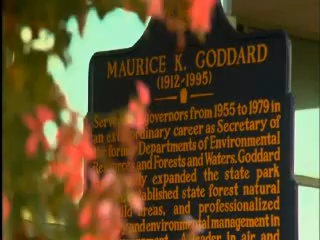 MAURICE K. GODDARD
(1912-1995)
governors from 1955 to 1979 in
an extraordinary career as Secretary of
the former Departments of Environmental
Resources and Forests and Waters. Goddard
expanded the state park
established state forest natural
areas, and professionalized
and environmental management in
in air and